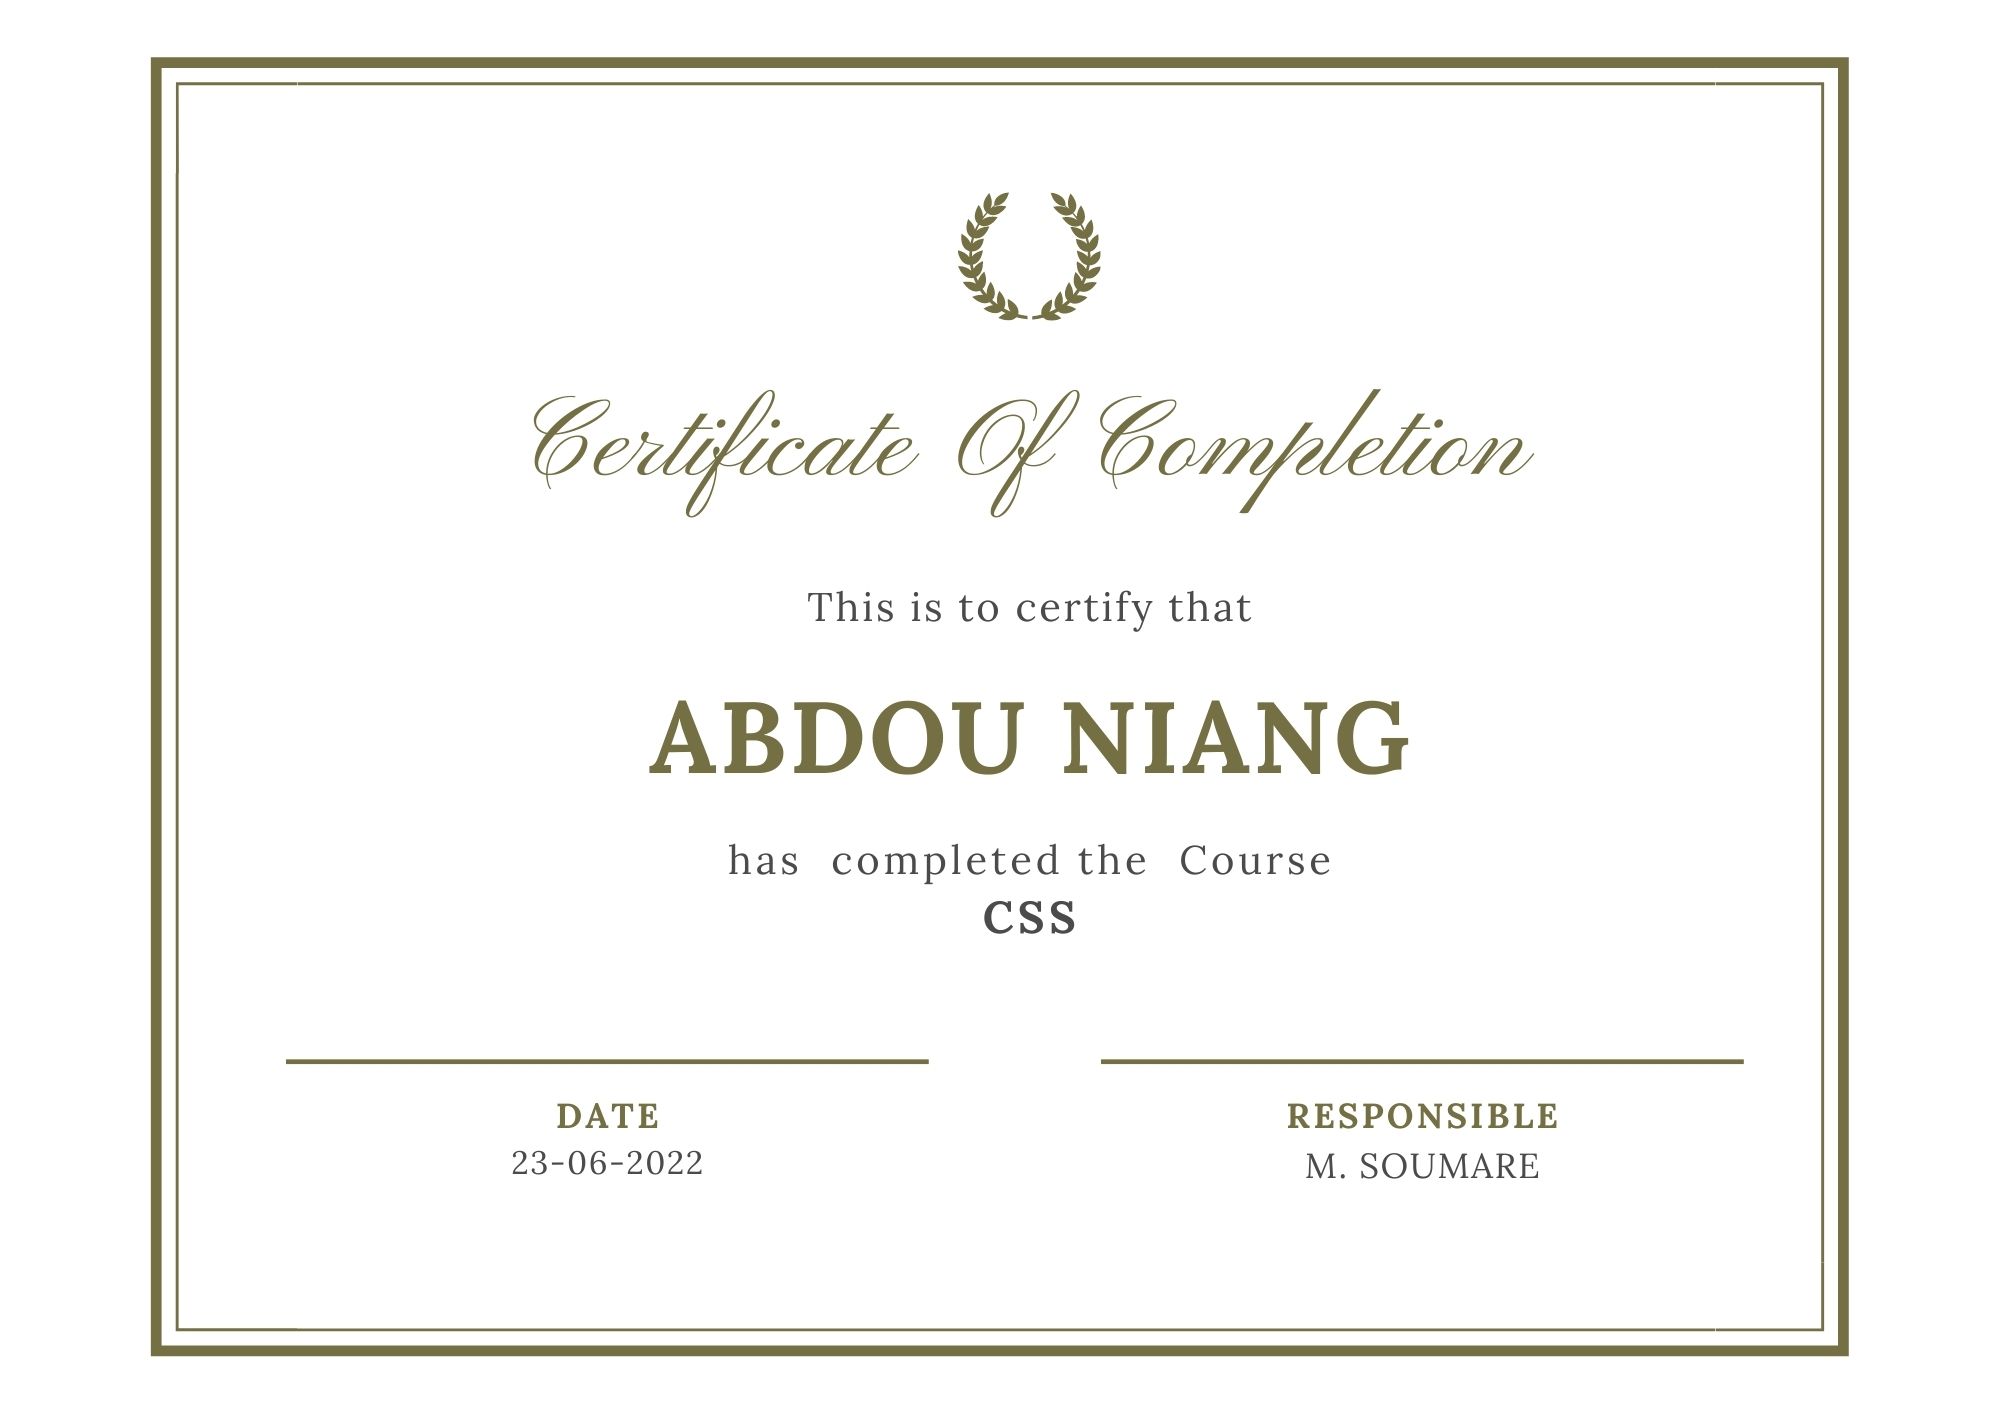 Certificate Of Completion
This is to certify that
ABDOU NIANG
has completed the Course
CSS
DATE
23-06-2022
RESPONSIBLE
M. SOUMARE